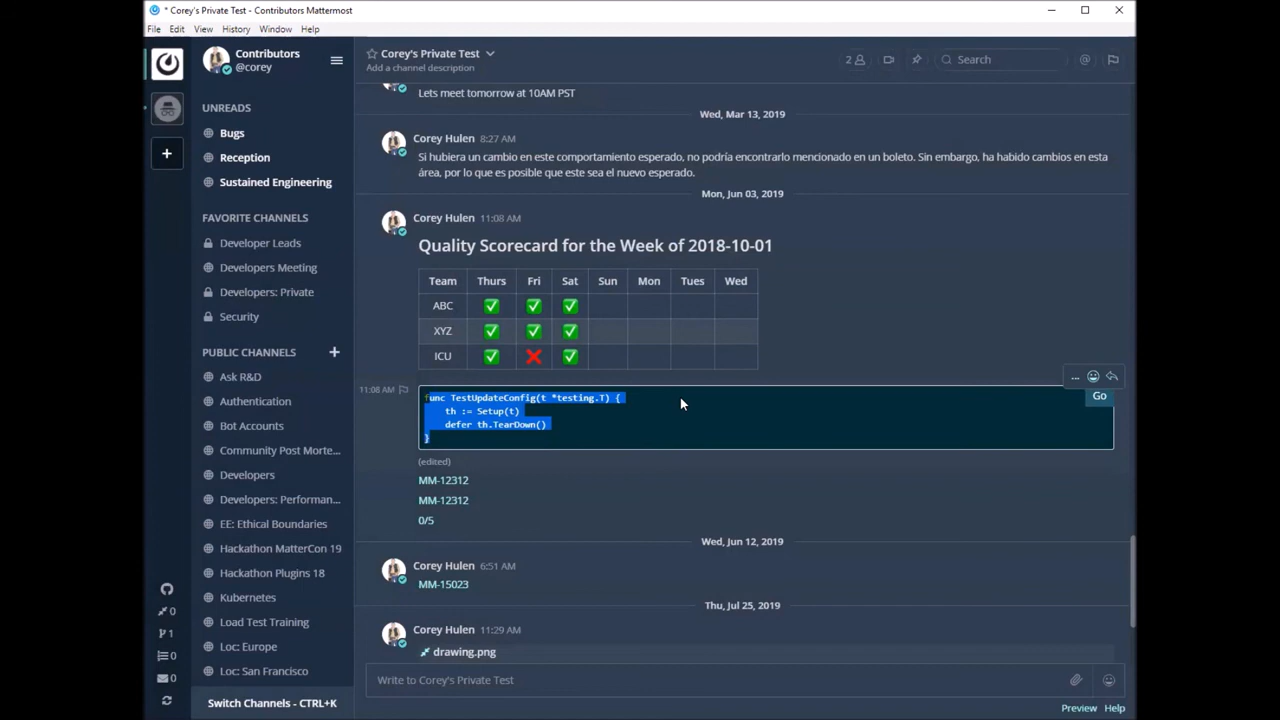 * Corey's Private Test - Contributors Mattermost
File Edit View History Window Help
Contributors
@corey
UNREADS
Bugs
Reception
Sustained Engineering
FAVORITE CHANNELS
Developer Leads
Developers Meeting
Developers: Private
Security
PUBLIC CHANNELS
Ask R&D
Authentication
Bot Accounts
Community Post Morte...
Developers
Developers: Performan...
EE: Ethical Boundaries
Hackathon MatterCon 19
Hackathon Plugins 18
Kubernetes
Load Test Training
Loc: Europe
Loc: San Francisco
Switch Channels - CTRL+K
0
1
0
0
Corey's Private Test
Add a channel description
2
Search
Lets meet tomorrow at 10AM PST
Wed, Mar 13, 2019
Corey Hulen 8:27 AM
Si hubiera un cambio en este comportamiento esperado, no podría encontrarlo mencionado en un boleto. Sin embargo, ha habido cambios en esta
área, por lo que es posible que este sea el nuevo esperado.
Mon, Jun 03, 2019
Corey Hulen 11:08 AM
Quality Scorecard for the Week of 2018-10-01
Team Thurs Fri Sat Sun Mon Tues Wed
ABC ✅ ✅ ✅
XYZ ✅ ✅ ✅
ICU ✅ ❌ ✅
11:08 AM
func TestUpdateConfig(t *testing.T) {
th := Setup(t)
defer th.TearDown()
}
Go
(edited)
MM-12312
MM-12312
0/5
Wed, Jun 12, 2019
Corey Hulen 6:51 AM
MM-15023
Thu, Jul 25, 2019
Corey Hulen 11:29 AM
drawing.png
Write to Corey's Private Test
Preview Help